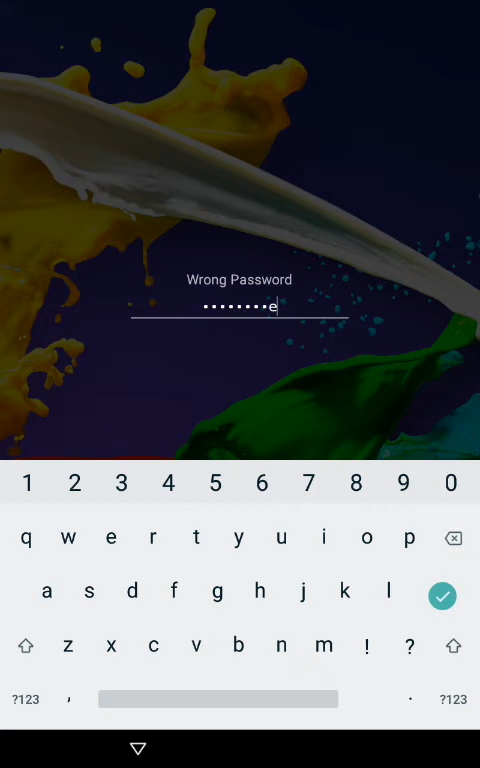 Wrong Password
••••••••e
1 2 3 4 5 6 7 8 9 0
q w e r t y u i o p
a s d f g h j k l
z x c v b n m ! ?
?123 , . ?123